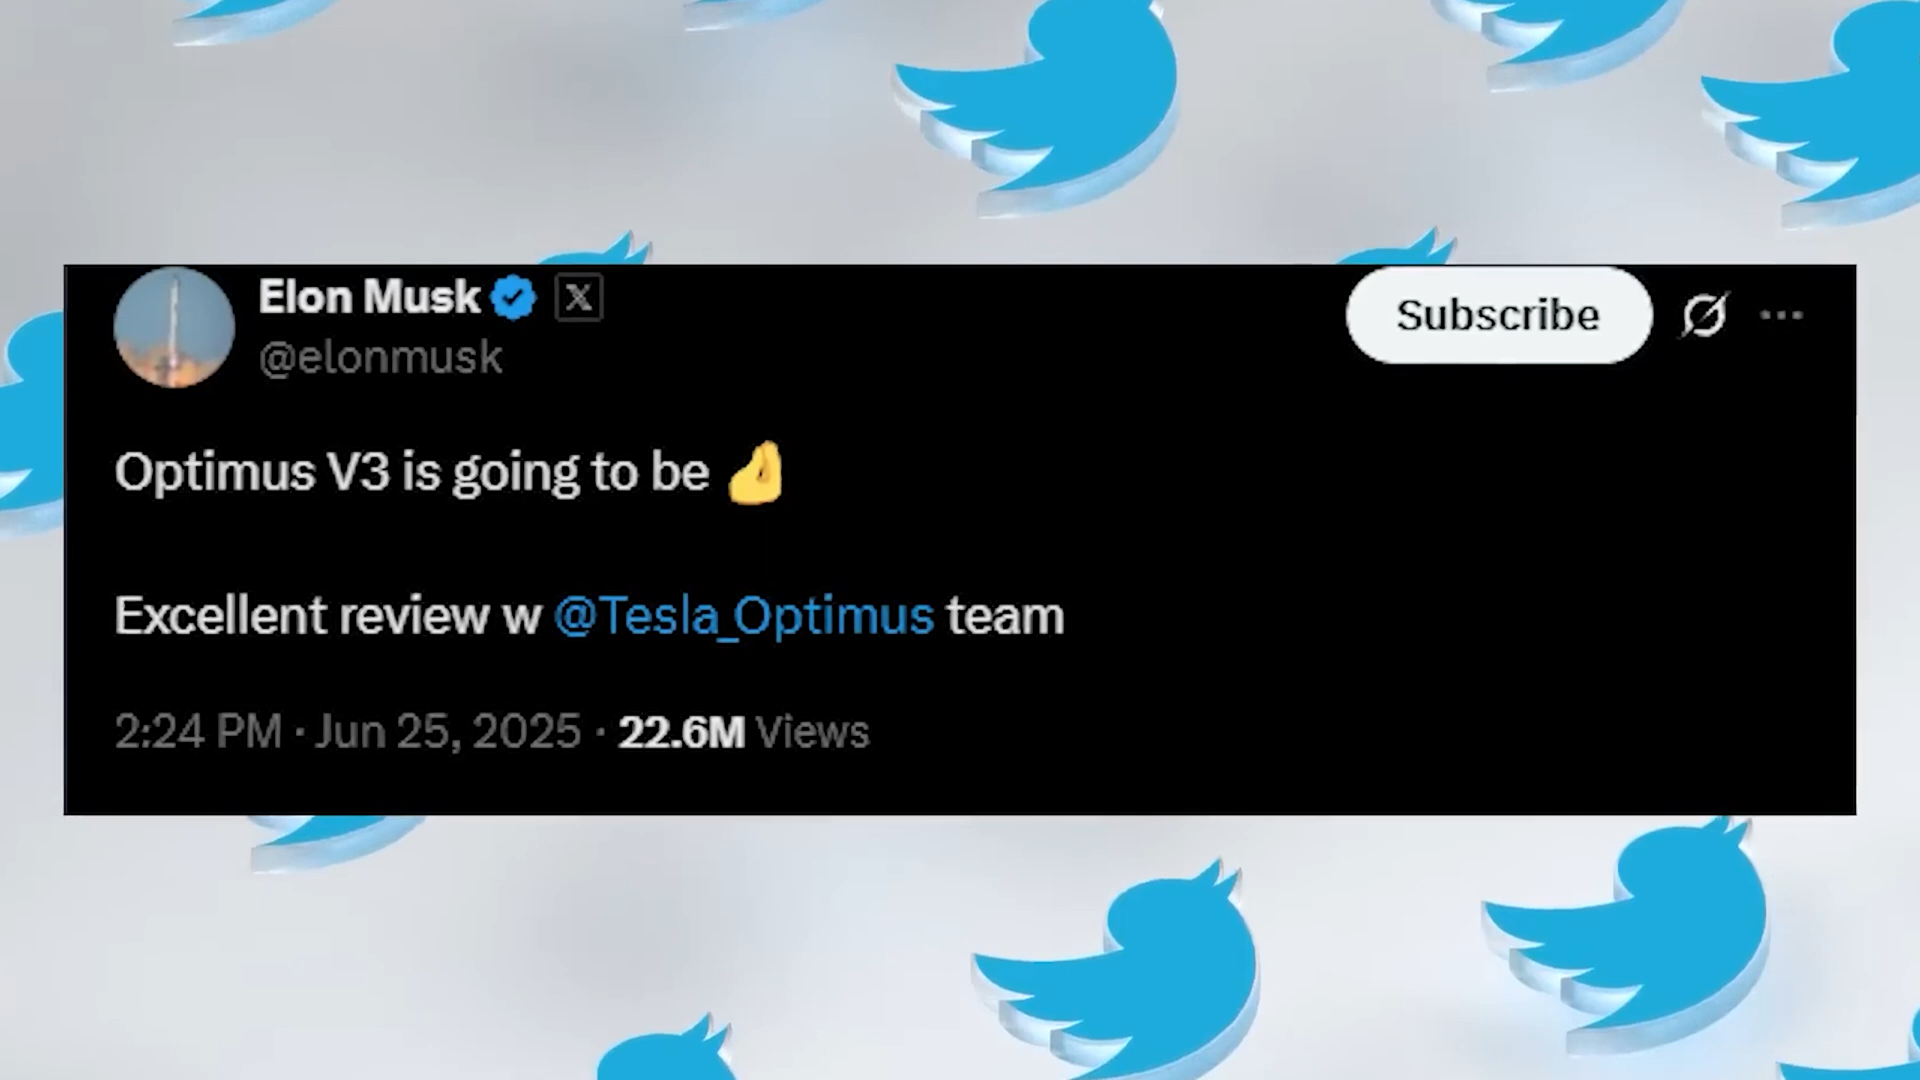 Elon Musk X
@elonmusk
Subscribe
Optimus V3 is going to be 🤌
Excellent review w @Tesla_Optimus team
2:24 PM · Jun 25, 2025 · 22.6M Views